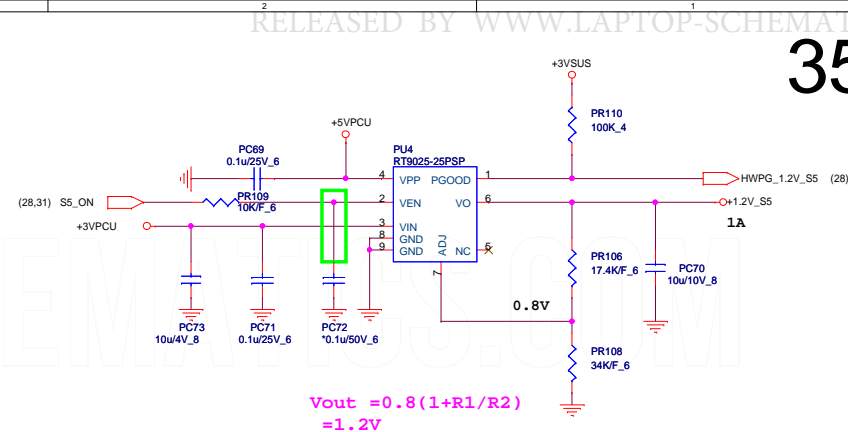 2
1
RELEASED BY WWW.LAPTOP-SCHEMAT
35
+3VSUS
PR110
100K_4
+5VPCU
PC69
0.1u/25V_6
PU4
RT9025-25PSP
4 VPP PGOOD 1
HWPG_1.2V_S5 (28)
(28,31) S5_ON
PR109
10K/F_6
2 VEN VO 6
+1.2V_S5
1A
+3VPCU
3 VIN
8 GND
9 GND
ADJ
NC 5
7
PR106
17.4K/F_6
PC70
10u/10V_8
0.8V
PC73
10u/4V_8
PC71
0.1u/25V_6
PC72
*0.1u/50V_6
PR108
34K/F_6
EMATICS.COM
Vout =0.8(1+R1/R2)
=1.2V